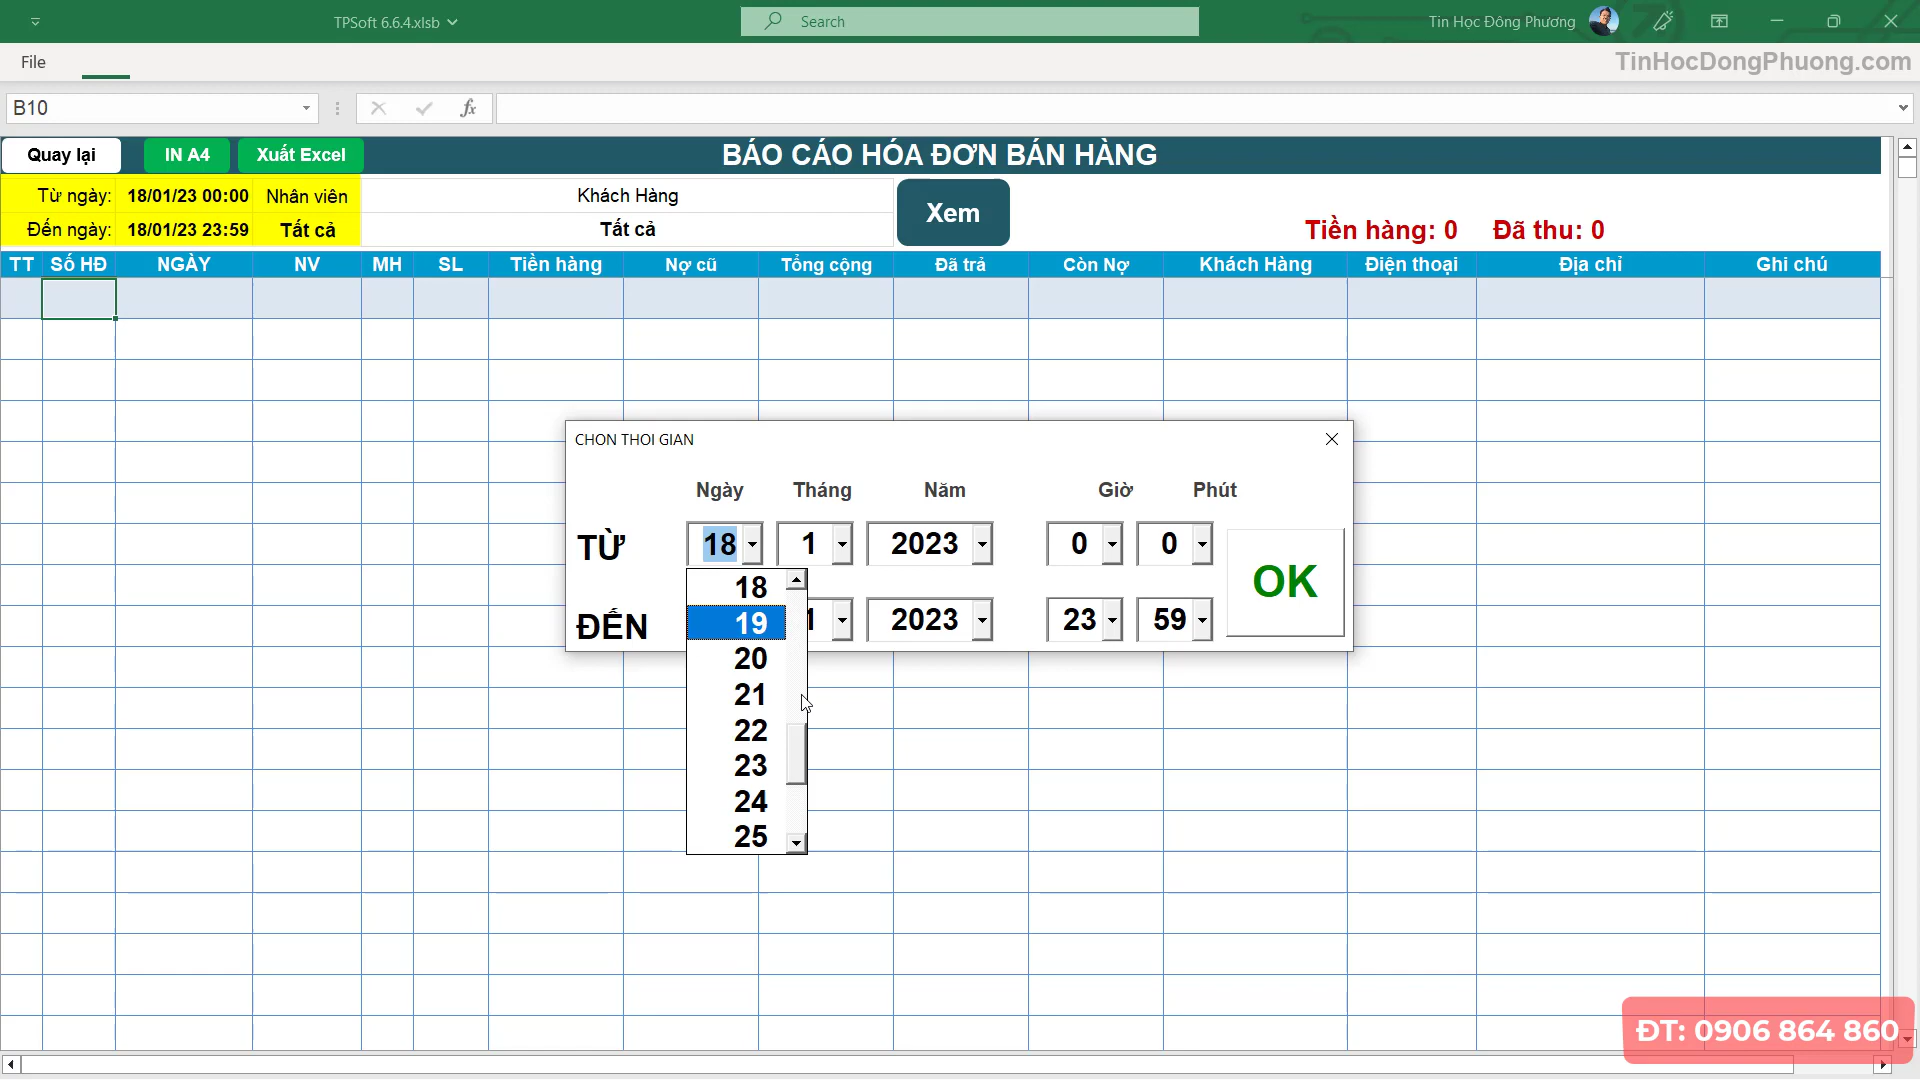 TPSoft 6.6.4.xlsb
Search
Tin Học Đông Phương
File
TinHocDongPhuong.com
B10
fx
Quay lại
IN A4
Xuất Excel
BÁO CÁO HÓA ĐƠN BÁN HÀNG
Từ ngày: 18/01/23 00:00 Nhân viên Khách Hàng
Xem
Đến ngày: 18/01/23 23:59 Tất cả Tất cả
Tiền hàng: 0 Đã thu: 0
TT Số HĐ NGÀY NV MH SL Tiền hàng Nợ cũ Tổng cộng Đã trả Còn Nợ Khách Hàng Điện thoại Địa chỉ Ghi chú
CHON THOI GIAN
Ngày Tháng Năm Giờ Phút
TỪ 18 1 2023 0 0
OK
ĐẾN 1 2023 23 59
18
19
20
21
22
23
24
25
ĐT: 0906 864 860